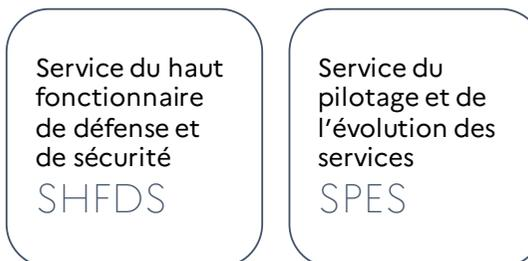 Service du haut
fonctionnaire
de défense et
de sécurité
SHFDS
Service du
pilotage et de
l'évolution des
services
SPES